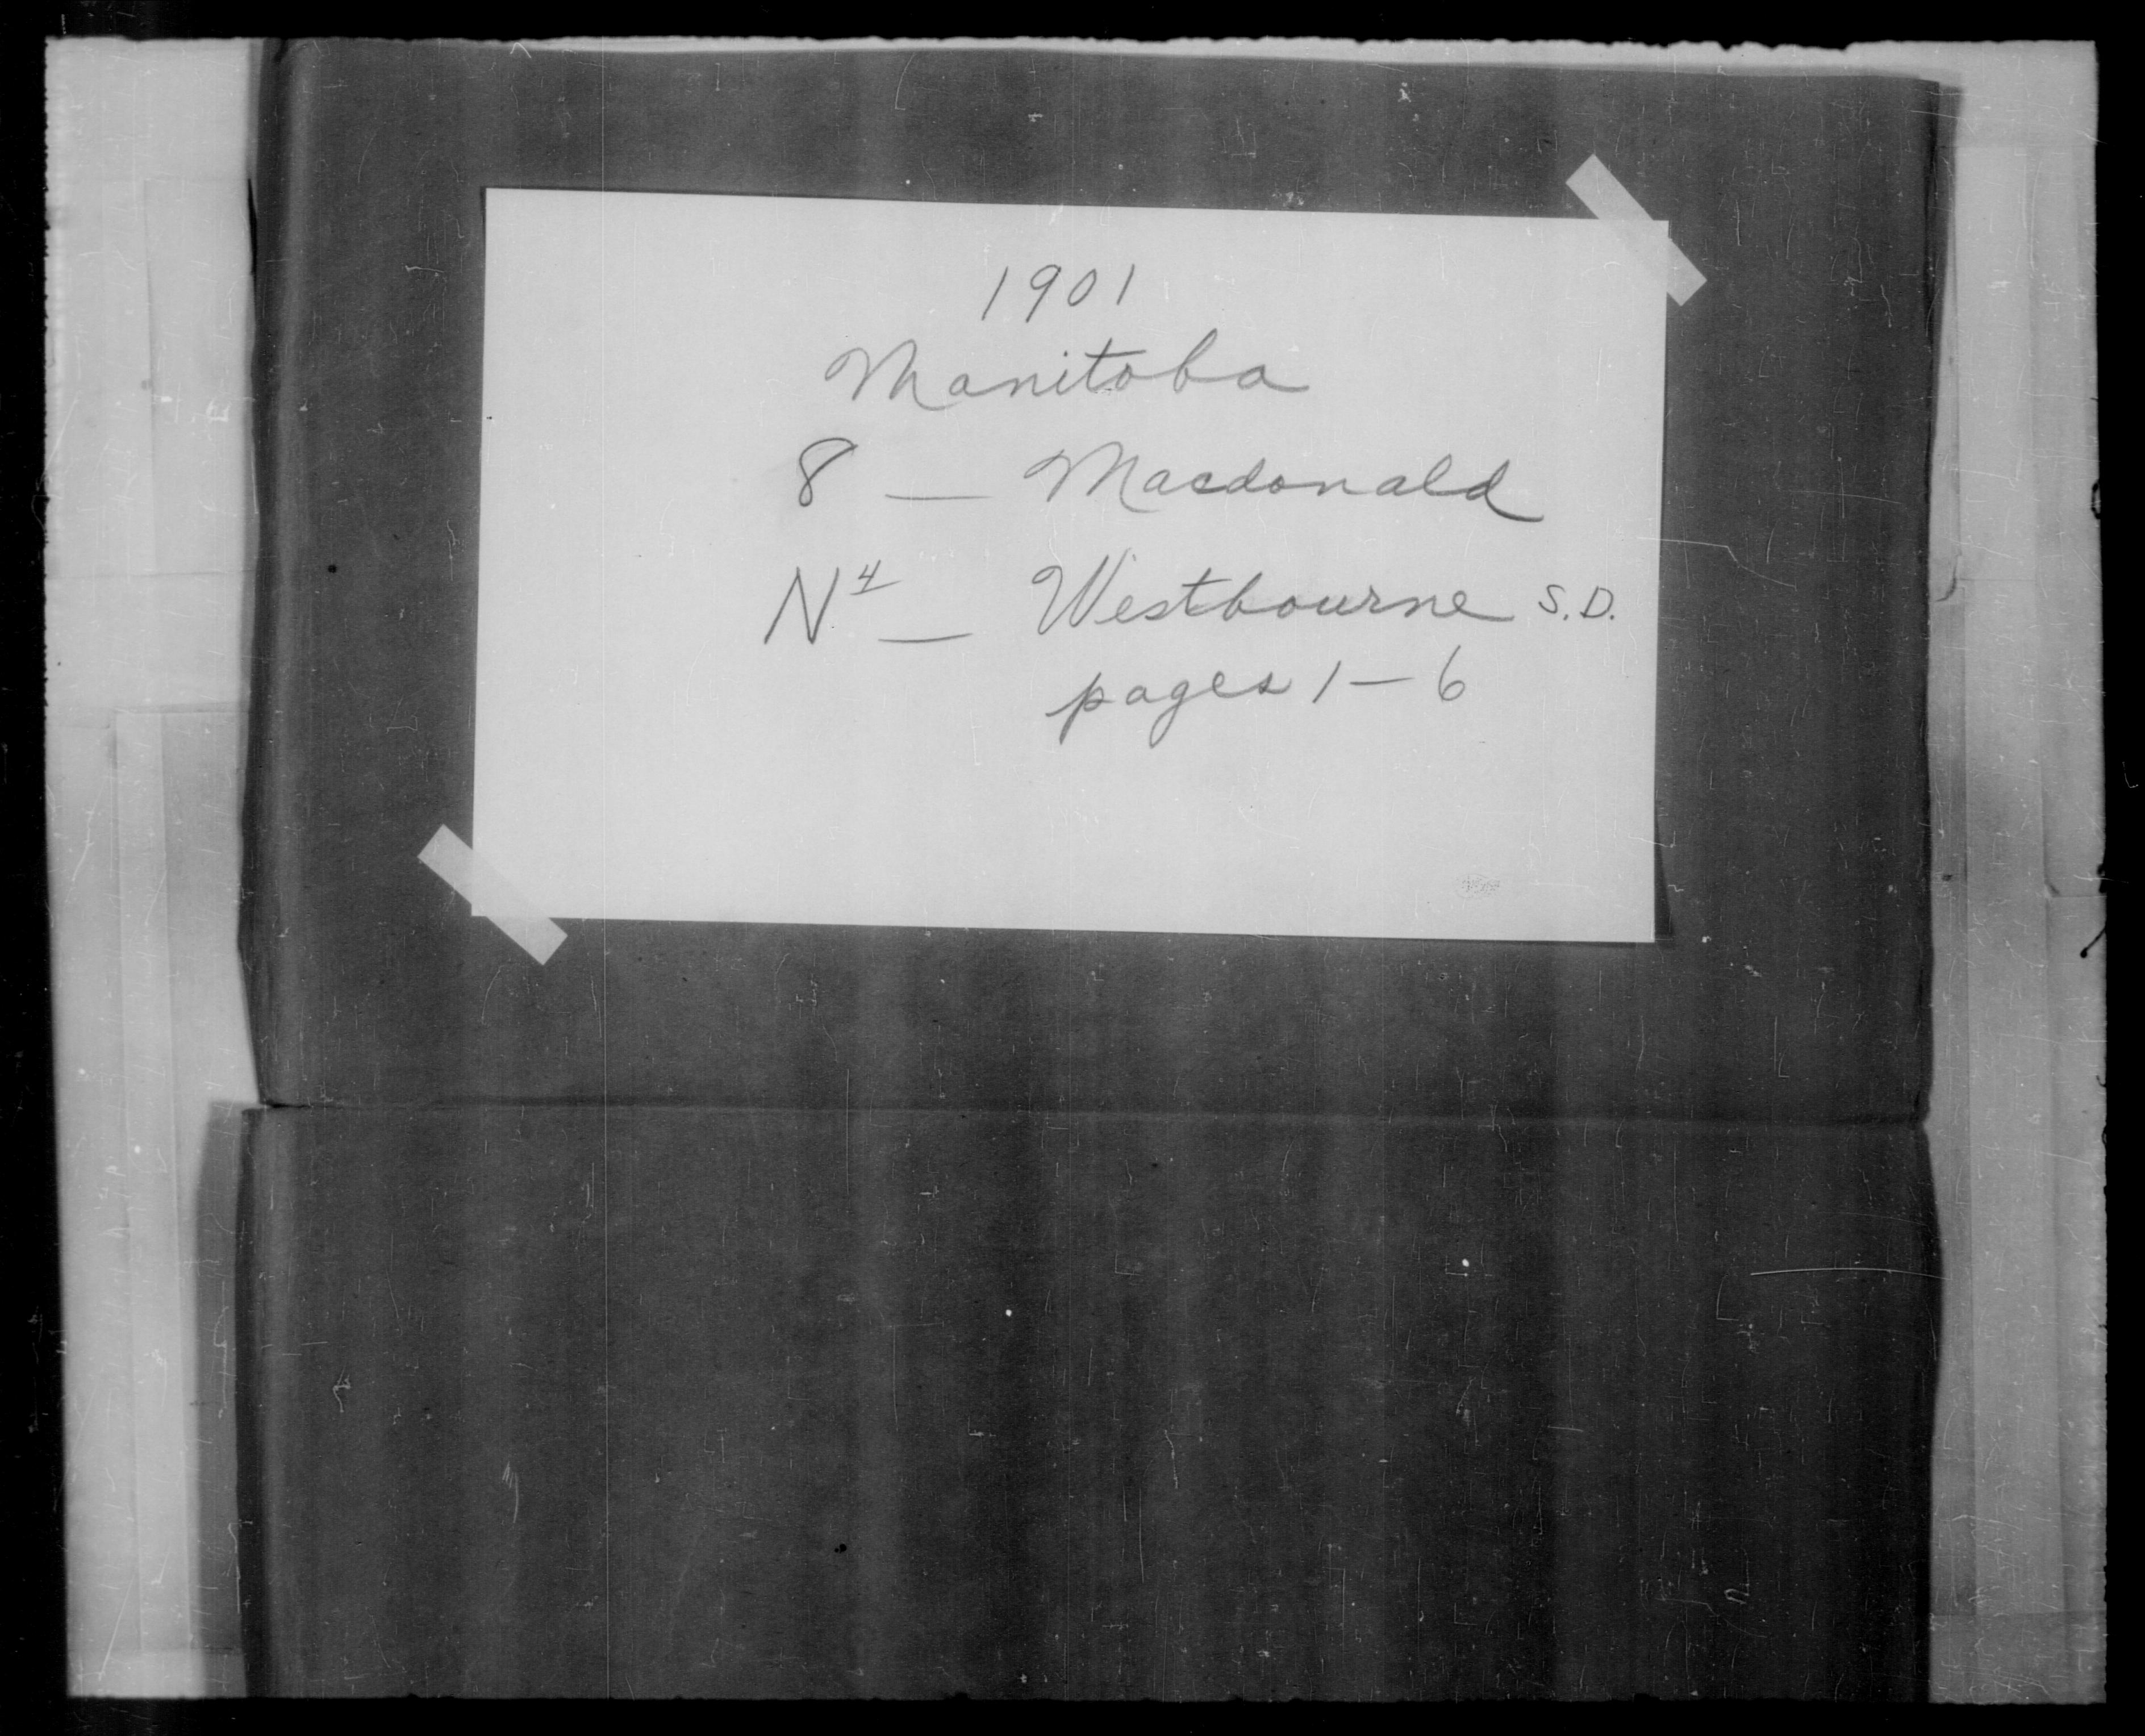 1901
Manitoba
8 — Macdonald
N⁴ — Westbourne S.D.
pages 1 — 6